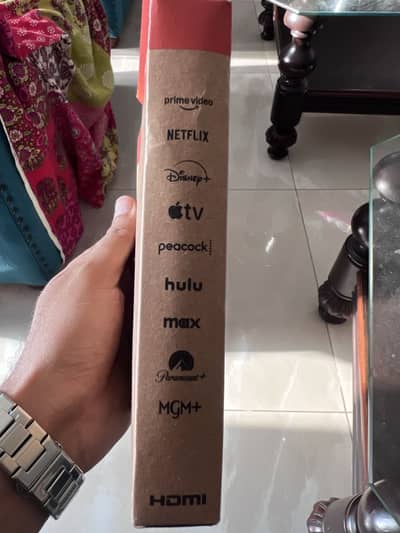 prime video
NETFLIX
Disney+
tv
peacock
hulu
max
Paramount+
MGM+
HDMI